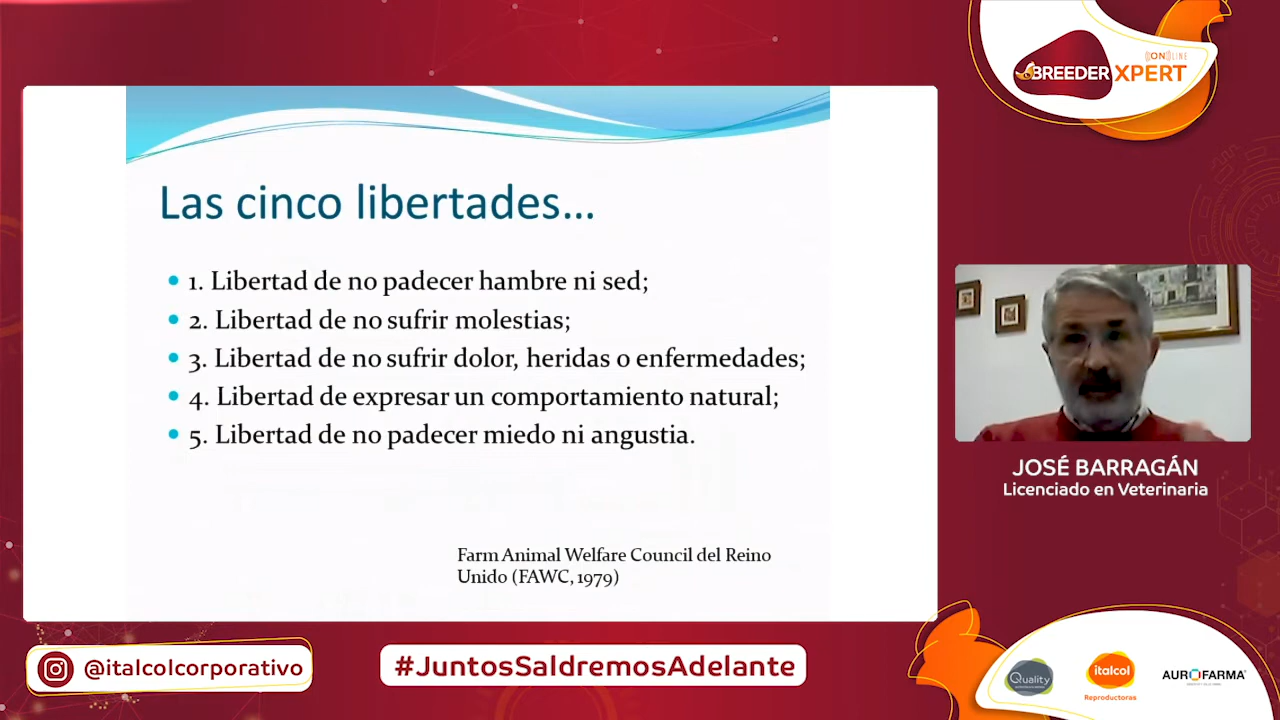 ((ON))LINE
BREEDER XPERT
Las cinco libertades...
1. Libertad de no padecer hambre ni sed;
2. Libertad de no sufrir molestias;
3. Libertad de no sufrir dolor, heridas o enfermedades;
4. Libertad de expresar un comportamiento natural;
5. Libertad de no padecer miedo ni angustia.
Farm Animal Welfare Council del Reino
Unido (FAWC, 1979)
JOSÉ BARRAGÁN
Licenciado en Veterinaria
@italcolcorporativo
#JuntosSaldremosAdelante
Quality
italcol
Reproductoras
AUROFARMA